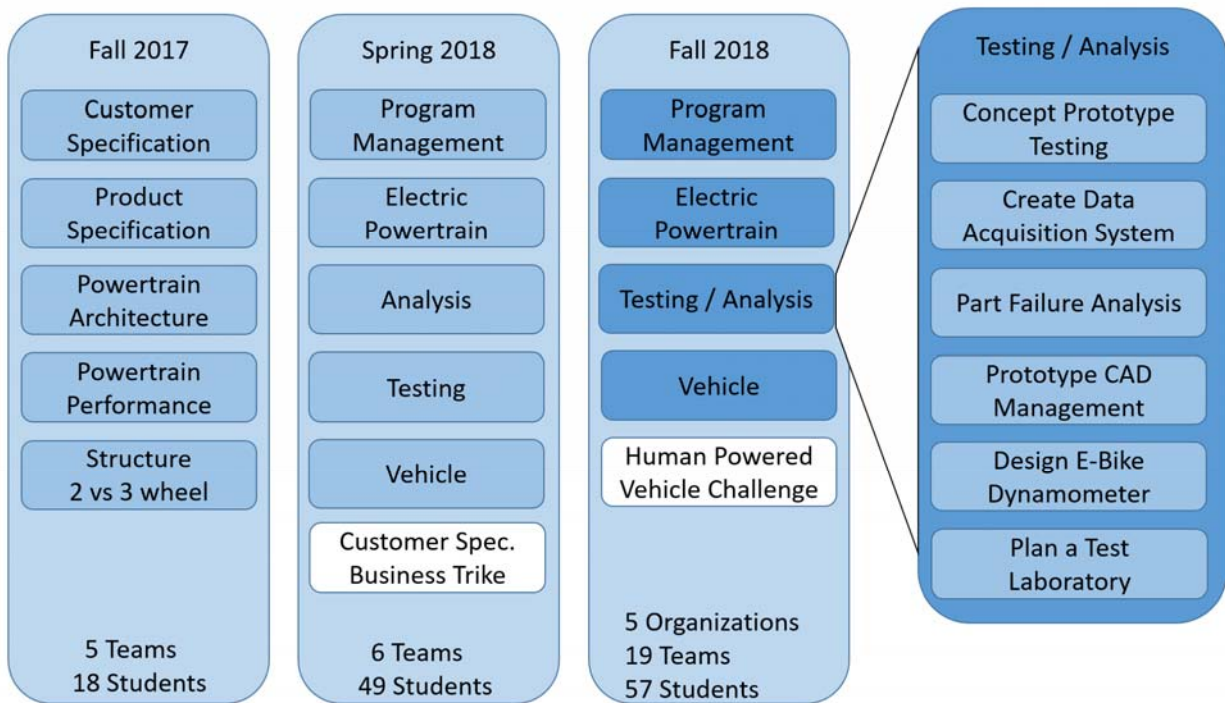 Fall 2017
Customer
Specification
Product
Specification
Powertrain
Architecture
Powertrain
Performance
Structure
2 vs 3 wheel
5 Teams
18 Students
Spring 2018
Program
Management
Electric
Powertrain
Analysis
Testing
Vehicle
Customer Spec.
Business Trike
6 Teams
49 Students
Fall 2018
Program
Management
Electric
Powertrain
Testing / Analysis
Vehicle
Human Powered
Vehicle Challenge
5 Organizations
19 Teams
57 Students
Testing / Analysis
Concept Prototype
Testing
Create Data
Acquisition System
Part Failure Analysis
Prototype CAD
Management
Design E-Bike
Dynamometer
Plan a Test
Laboratory